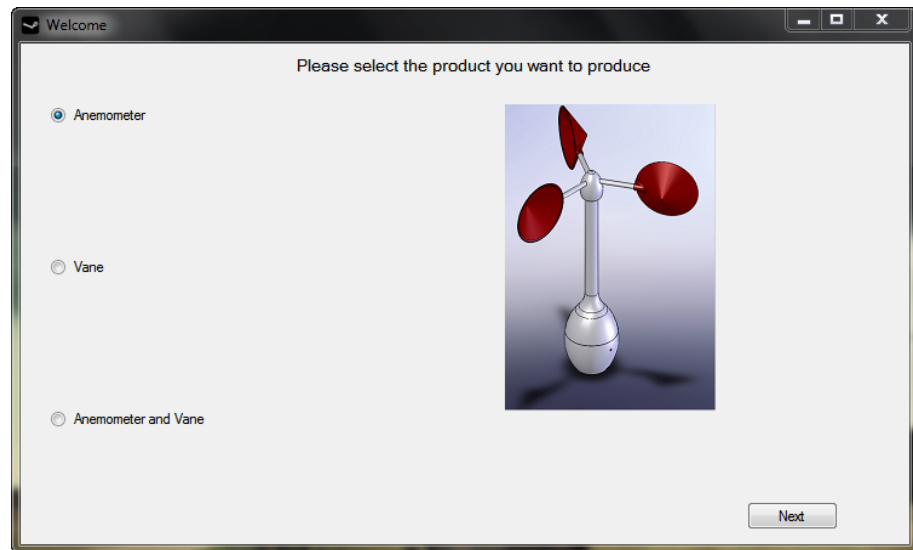 Welcome
Please select the product you want to produce
Anemometer
Vane
Anemometer and Vane
Next